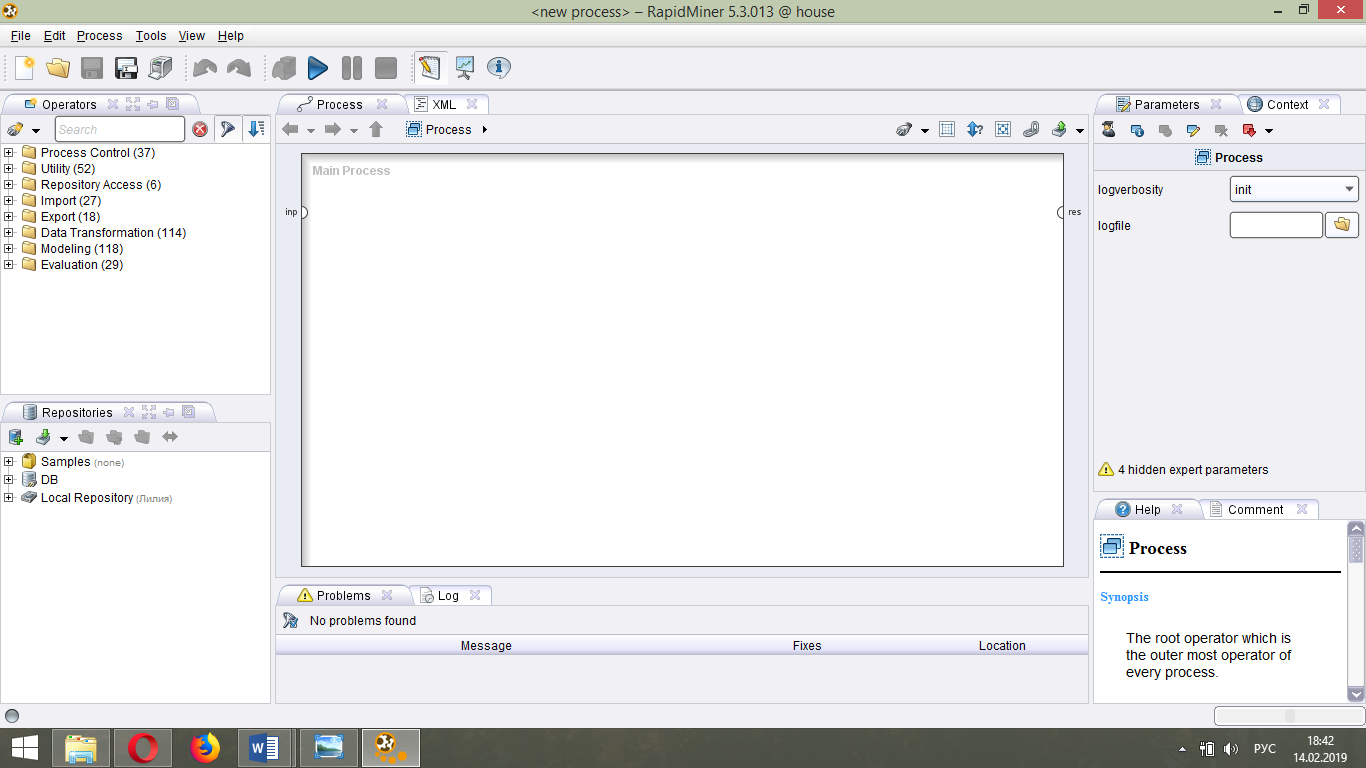 <new process> – RapidMiner 5.3.013 @ house
File Edit Process Tools View Help
Operators
Search
Process Control (37)
Utility (52)
Repository Access (6)
Import (27)
Export (18)
Data Transformation (114)
Modeling (118)
Evaluation (29)
Repositories
Samples (none)
DB
Local Repository (Лилия)
Process XML
Process
Main Process
inp
res
Problems Log
No problems found
Message Fixes Location
Parameters Context
Process
logverbosity init
logfile
4 hidden expert parameters
Help Comment
Process
Synopsis
The root operator which is
the outer most operator of
every process.
РУС
18:42
14.02.2019